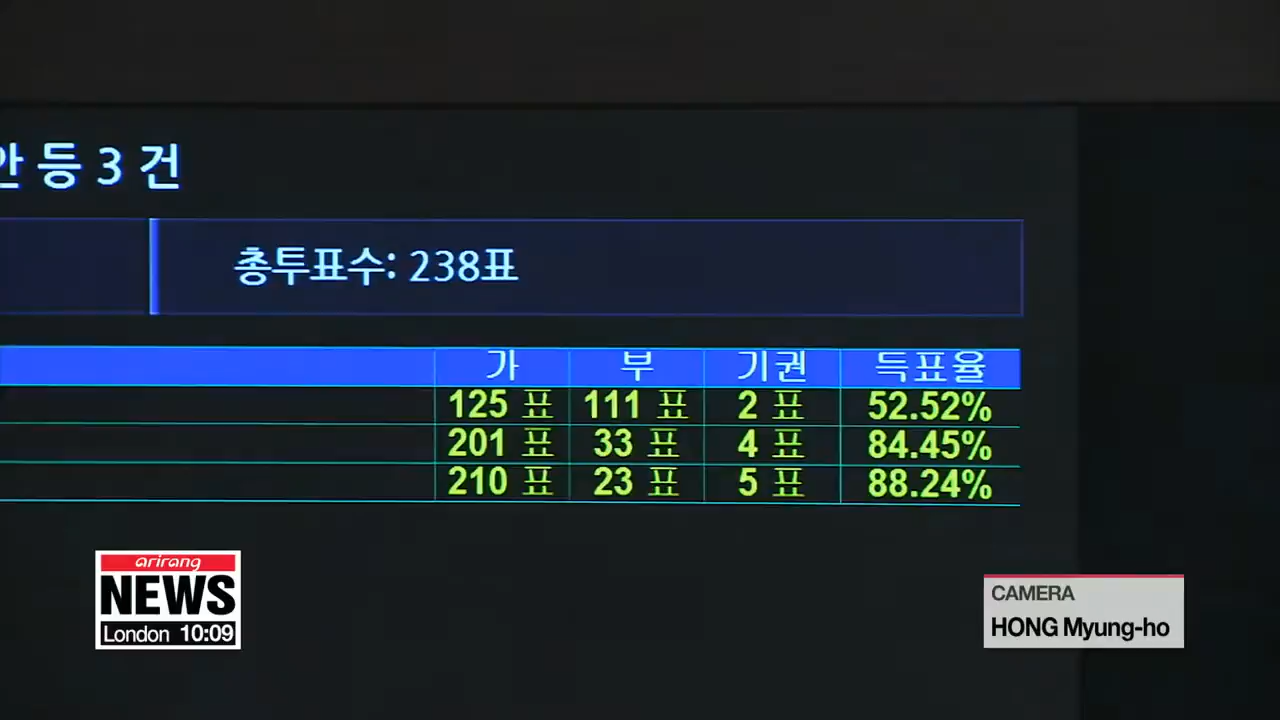 안 등 3 건
총투표수: 238표
가 부 기권 득표율
125 표 111 표 2 표 52.52%
201 표 33 표 4 표 84.45%
210 표 23 표 5 표 88.24%
arirang
NEWS
London 10:09
CAMERA
HONG Myung-ho